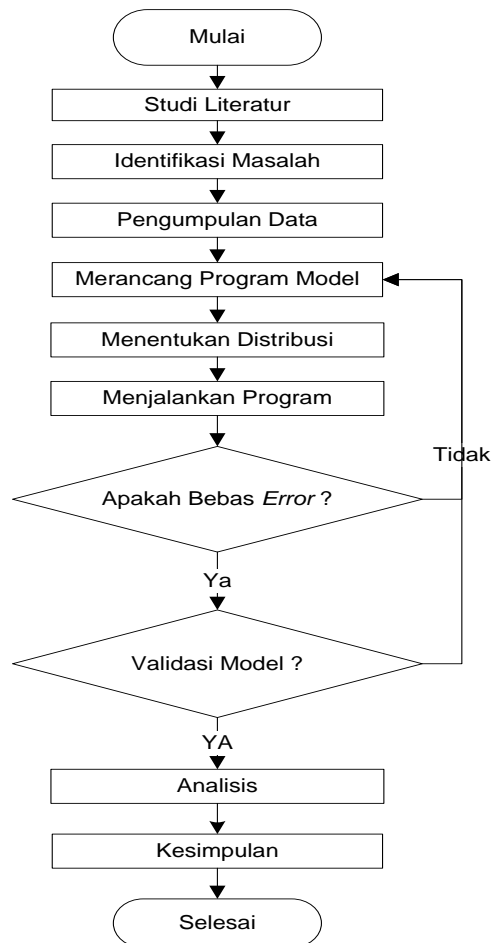 Mulai
Studi Literatur
Identifikasi Masalah
Pengumpulan Data
Merancang Program Model
Menentukan Distribusi
Menjalankan Program
Tidak
Apakah Bebas Error ?
Ya
Validasi Model ?
YA
Analisis
Kesimpulan
Selesai